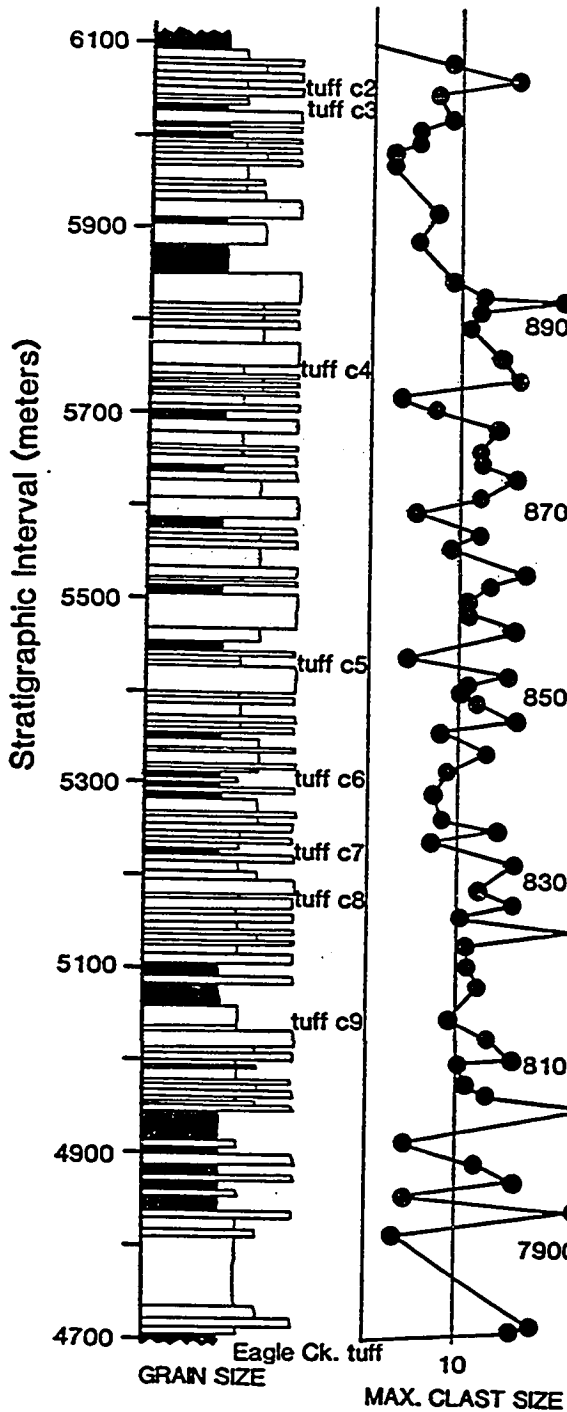 Stratigraphic Interval (meters)
6100
5900
5700
5500
5300
5100
4900
4700
tuff c2
tuff c3
tuff c4
tuff c5
tuff c6
tuff c7
tuff c8
tuff c9
Eagle Ck. tuff
GRAIN SIZE
890
870
850
830
810
7900
10
MAX. CLAST SIZE